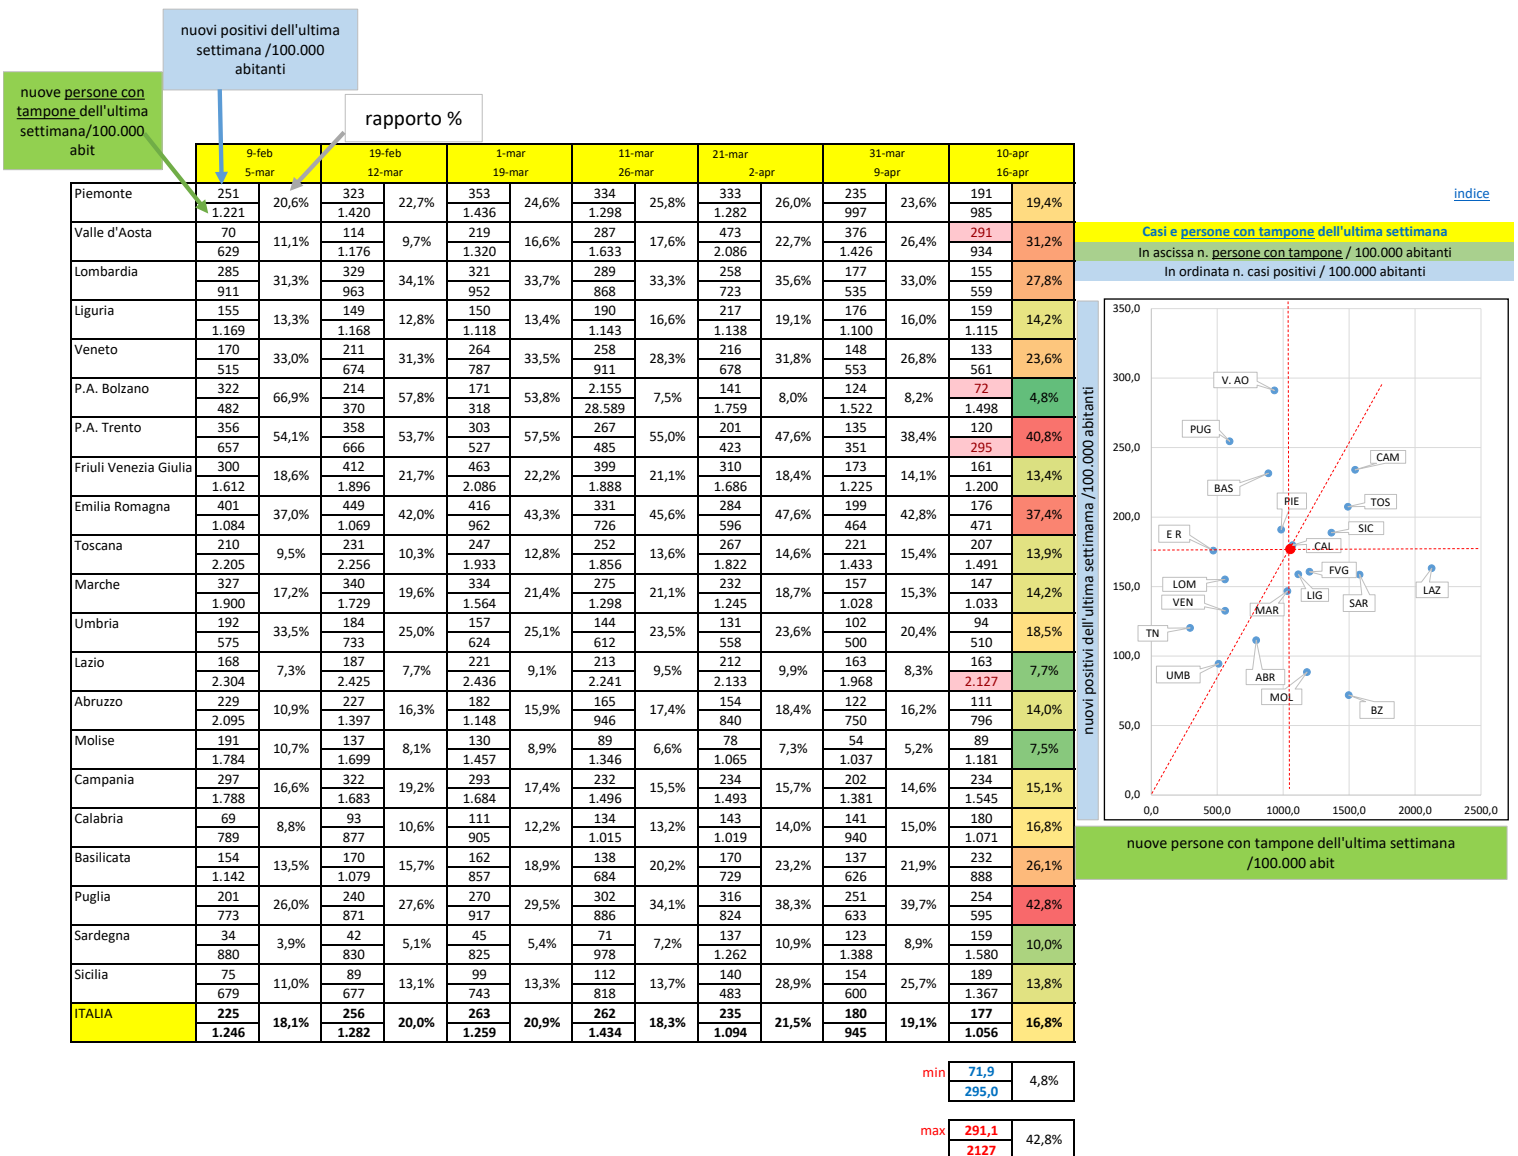 nuovi positivi dell'ultima
settimana /100.000
abitanti
nuove persone con
tampone dell'ultima
settimana/100.000
abit
rapporto %
9-feb 19-feb 1-mar 11-mar 21-mar 31-mar 10-apr
5-mar 12-mar 19-mar 26-mar 2-apr 9-apr 16-apr
Piemonte 251 20,6% 323 22,7% 353 24,6% 334 25,8% 333 26,0% 235 23,6% 191 19,4%
1.221 1.420 1.436 1.298 1.282 997 985
Valle d'Aosta 70 11,1% 114 9,7% 219 16,6% 287 17,6% 473 22,7% 376 26,4% 291 31,2%
629 1.176 1.320 1.633 2.086 1.426 934
Lombardia 285 31,3% 329 34,1% 321 33,7% 289 33,3% 258 35,6% 177 33,0% 155 27,8%
911 963 952 868 723 535 559
Liguria 155 13,3% 149 12,8% 150 13,4% 190 16,6% 217 19,1% 176 16,0% 159 14,2%
1.169 1.168 1.118 1.143 1.138 1.100 1.115
Veneto 170 33,0% 211 31,3% 264 33,5% 258 28,3% 216 31,8% 148 26,8% 133 23,6%
515 674 787 911 678 553 561
P.A. Bolzano 322 66,9% 214 57,8% 171 53,8% 2.155 7,5% 141 8,0% 124 8,2% 72 4,8%
482 370 318 28.589 1.759 1.522 1.498
P.A. Trento 356 54,1% 358 53,7% 303 57,5% 267 55,0% 201 47,6% 135 38,4% 120 40,8%
657 666 527 485 423 351 295
Friuli Venezia Giulia 300 18,6% 412 21,7% 463 22,2% 399 21,1% 310 18,4% 173 14,1% 161 13,4%
1.612 1.896 2.086 1.888 1.686 1.225 1.200
Emilia Romagna 401 37,0% 449 42,0% 416 43,3% 331 45,6% 284 47,6% 199 42,8% 176 37,4%
1.084 1.069 962 726 596 464 471
Toscana 210 9,5% 231 10,3% 247 12,8% 252 13,6% 267 14,6% 221 15,4% 207 13,9%
2.205 2.256 1.933 1.856 1.822 1.433 1.491
Marche 327 17,2% 340 19,6% 334 21,4% 275 21,1% 232 18,7% 157 15,3% 147 14,2%
1.900 1.729 1.564 1.298 1.245 1.028 1.033
Umbria 192 33,5% 184 25,0% 157 25,1% 144 23,5% 131 23,6% 102 20,4% 94 18,5%
575 733 624 612 558 500 510
Lazio 168 7,3% 187 7,7% 221 9,1% 213 9,5% 212 9,9% 163 8,3% 163 7,7%
2.304 2.425 2.436 2.241 2.133 1.968 2.127
Abruzzo 229 10,9% 227 16,3% 182 15,9% 165 17,4% 154 18,4% 122 16,2% 111 14,0%
2.095 1.397 1.148 946 840 750 796
Molise 191 10,7% 137 8,1% 130 8,9% 89 6,6% 78 7,3% 54 5,2% 89 7,5%
1.784 1.699 1.457 1.346 1.065 1.037 1.181
Campania 297 16,6% 322 19,2% 293 17,4% 232 15,5% 234 15,7% 202 14,6% 234 15,1%
1.788 1.683 1.684 1.496 1.493 1.381 1.545
Calabria 69 8,8% 93 10,6% 111 12,2% 134 13,2% 143 14,0% 141 15,0% 180 16,8%
789 877 905 1.015 1.019 940 1.071
Basilicata 154 13,5% 170 15,7% 162 18,9% 138 20,2% 170 23,2% 137 21,9% 232 26,1%
1.142 1.079 857 684 729 626 888
Puglia 201 26,0% 240 27,6% 270 29,5% 302 34,1% 316 38,3% 251 39,7% 254 42,8%
773 871 917 886 824 633 595
Sardegna 34 3,9% 42 5,1% 45 5,4% 71 7,2% 137 10,9% 123 8,9% 159 10,0%
880 830 825 978 1.262 1.388 1.580
Sicilia 75 11,0% 89 13,1% 99 13,3% 112 13,7% 140 28,9% 154 25,7% 189 13,8%
679 677 743 818 483 600 1.367
ITALIA 225 18,1% 256 20,0% 263 20,9% 262 18,3% 235 21,5% 180 19,1% 177 16,8%
1.246 1.282 1.259 1.434 1.094 945 1.056
min 71,9 4,8%
295,0
max 291,1 42,8%
2127
indice
Casi e persone con tampone dell'ultima settimana
In ascissa n. persone con tampone / 100.000 abitanti
In ordinata n. casi positivi / 100.000 abitanti
nuovi positivi dell'ultima settimama /100.000 abitanti
350,0
300,0
250,0
200,0
150,0
100,0
50,0
0,0
V. AO
PUG
CAM
BAS
PIE
TOS
SIC
E R
CAL
FVG
LOM
LAZ
LIG
SAR
VEN
MAR
TN
UMB
ABR
MOL
BZ
0,0 500,0 1000,0 1500,0 2000,0 2500,0
nuove persone con tampone dell'ultima settimana
/100.000 abit